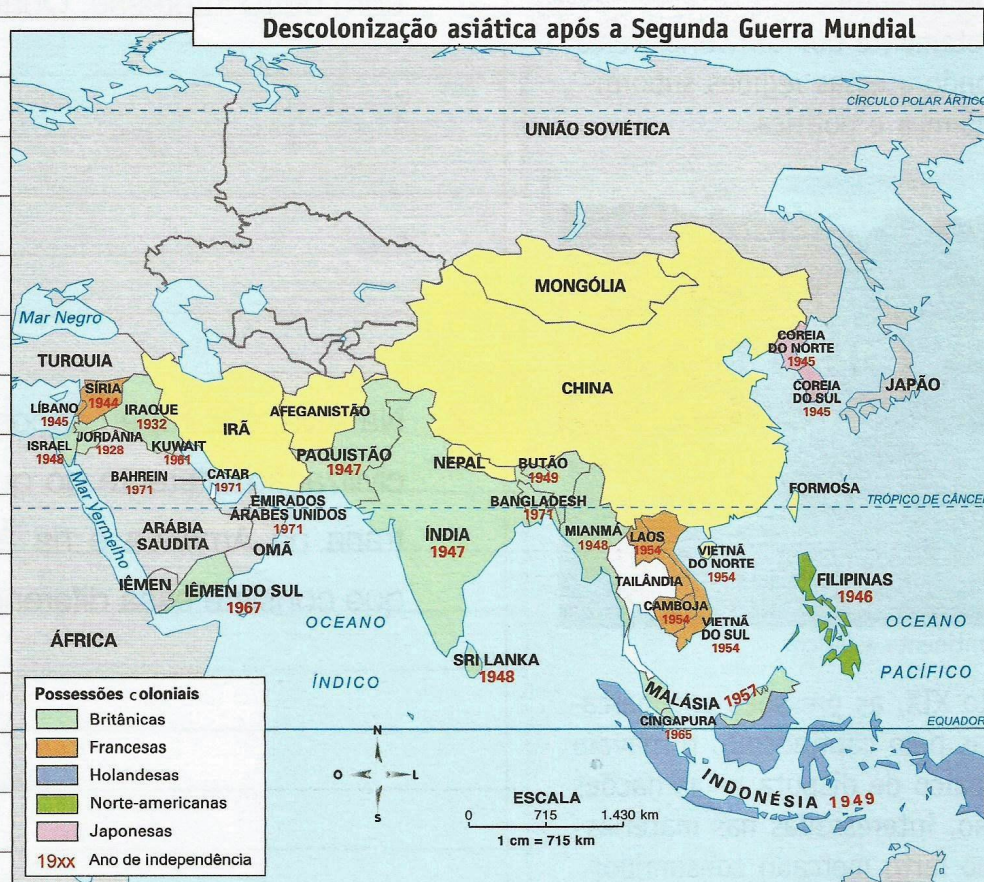 Descolonização asiática após a Segunda Guerra Mundial
CÍRCULO POLAR ÁRTICO
UNIÃO SOVIÉTICA
MONGÓLIA
Mar Negro
COREIA
DO NORTE
1945
TURQUIA
CHINA
JAPÃO
SÍRIA
1944
COREIA
DO SUL
1945
LÍBANO
1945
IRAQUE
1932
AFEGANISTÃO
IRÃ
ISRAEL
1948
JORDÂNIA
1928
KUWAIT
1961
PAQUISTÃO
1947
NEPAL
BUTÃO
1949
BAHREIN
1971
CATAR
1971
FORMOSA
Mar Vermelho
EMIRADOS
ÁRABES UNIDOS
1971
BANGLADESH
1971
TRÓPICO DE CÂNCE
ARÁBIA
SAUDITA
OMÃ
ÍNDIA
1947
MIANMÁ
1948
LAOS
1954
VIETNÃ
DO NORTE
1954
IÊMEN
IÊMEN DO SUL
1967
TAILÂNDIA
FILIPINAS
1946
CAMBOJA
1954
VIETNÃ
DO SUL
1954
ÁFRICA
OCEANO
ÍNDICO
OCEANO
PACÍFICO
SRI LANKA
1948
MALÁSIA 1957
CINGAPURA
1965
EQUADOR
INDONÉSIA 1949
Possessões coloniais
Britânicas
Francesas
Holandesas
Norte-americanas
Japonesas
19xx Ano de independência
N
O L
S
ESCALA
0 715 1.430 km
1 cm = 715 km